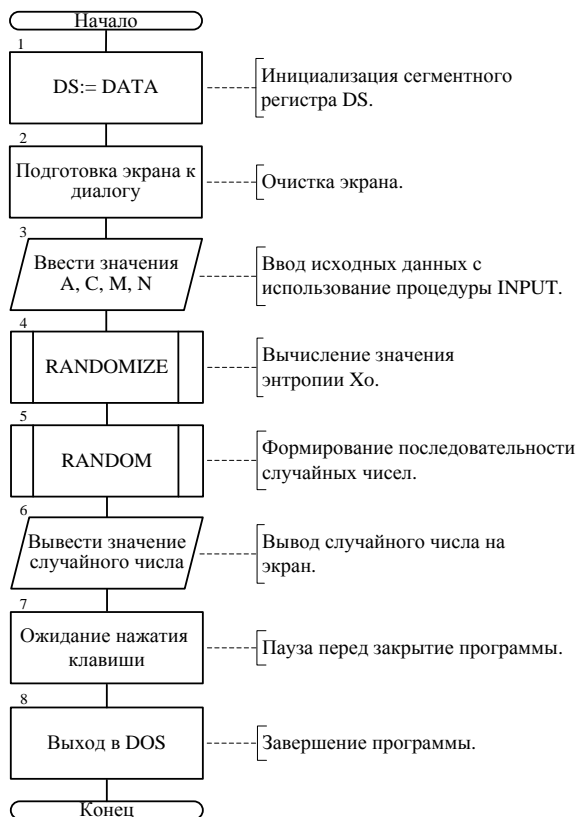 Начало
1
DS:= DATA
Инициализация сегментного
регистра DS.
2
Подготовка экрана к
диалогу
Очистка экрана.
3
Ввести значения
A, C, M, N
Ввод исходных данных с
использование процедуры INPUT.
4
RANDOMIZE
Вычисление значения
энтропии Xo.
5
RANDOM
Формирование последовательности
случайных чисел.
6
Вывести значение
случайного числа
Вывод случайного числа на
экран.
7
Ожидание нажатия
клавиши
Пауза перед закрытие программы.
8
Выход в DOS
Завершение программы.
Конец